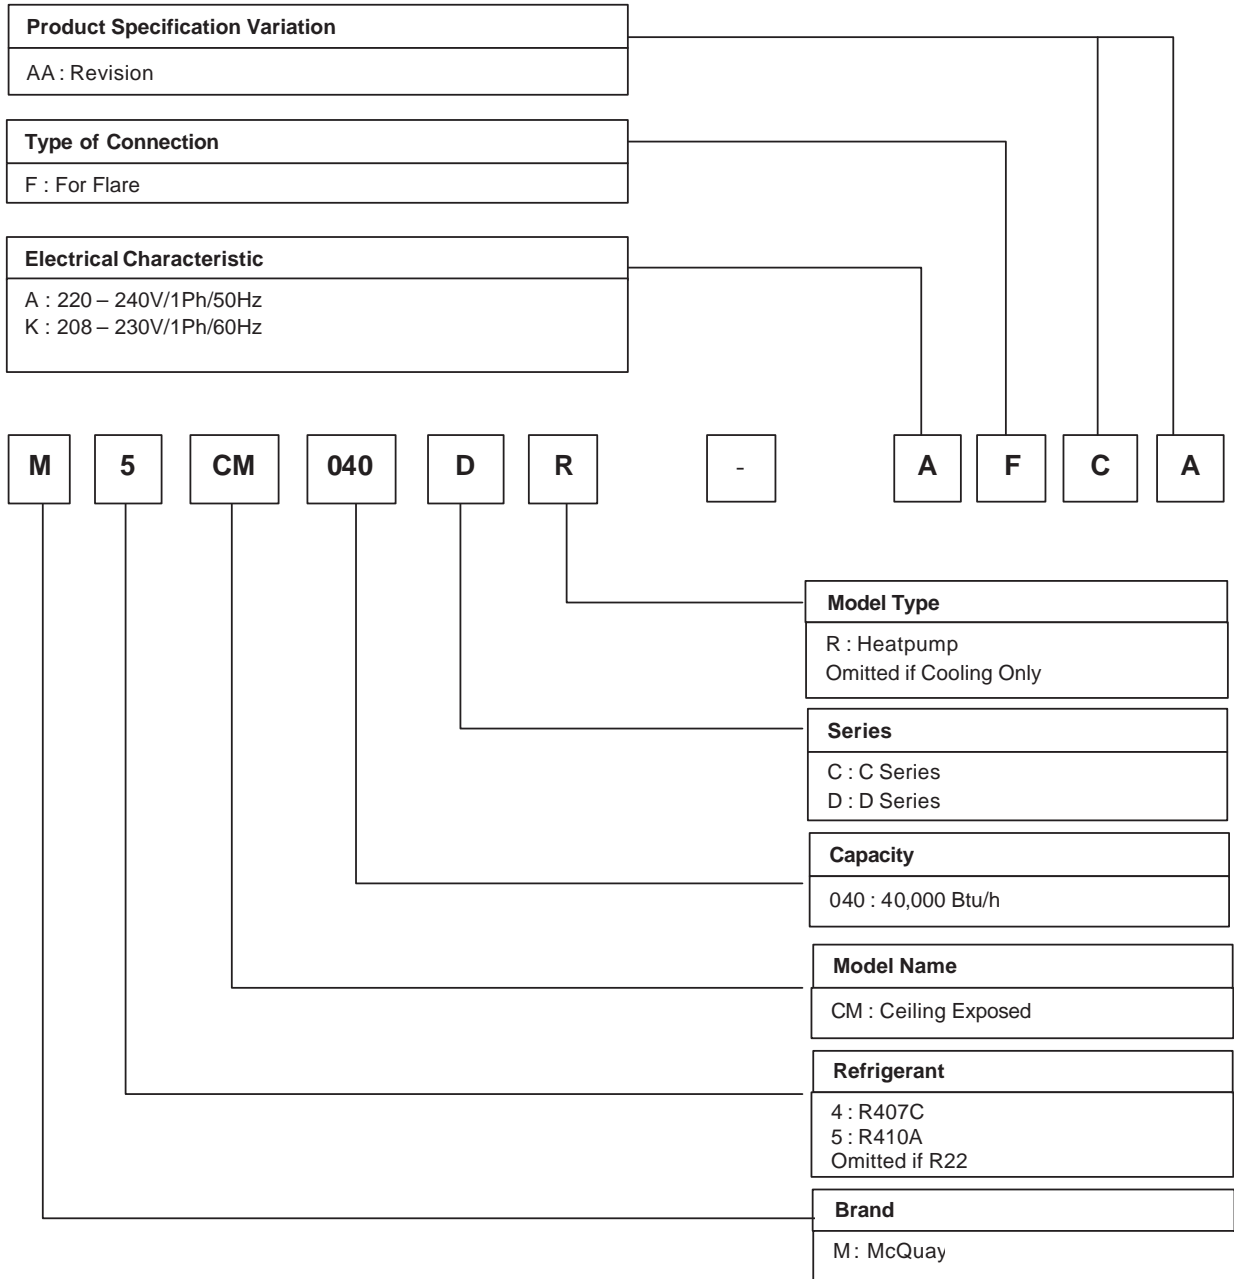 Product Specification Variation
AA : Revision
Type of Connection
F : For Flare
Electrical Characteristic
A : 220 – 240V/1Ph/50Hz
K : 208 – 230V/1Ph/60Hz
M 5 CM 040 D R - A F C A
Model Type
R : Heatpump
Omitted if Cooling Only
Series
C : C Series
D : D Series
Capacity
040 : 40,000 Btu/h
Model Name
CM : Ceiling Exposed
Refrigerant
4 : R407C
5 : R410A
Omitted if R22
Brand
M : McQuay